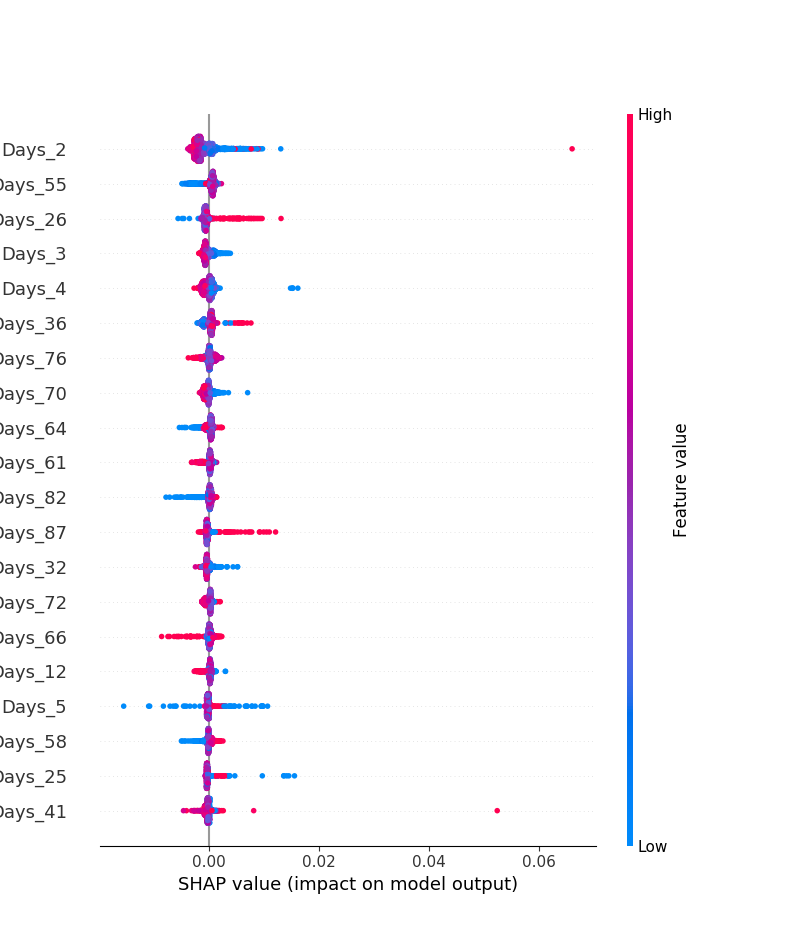 High
Days_2
Days_55
Days_26
Days_3
Days_4
Days_36
Days_76
Days_70
Days_64
Days_61
Days_82
Days_87
Days_32
Days_72
Days_66
Days_12
Days_5
Days_58
Days_25
Days_41
Feature value
Low
0.00 0.02 0.04 0.06
SHAP value (impact on model output)